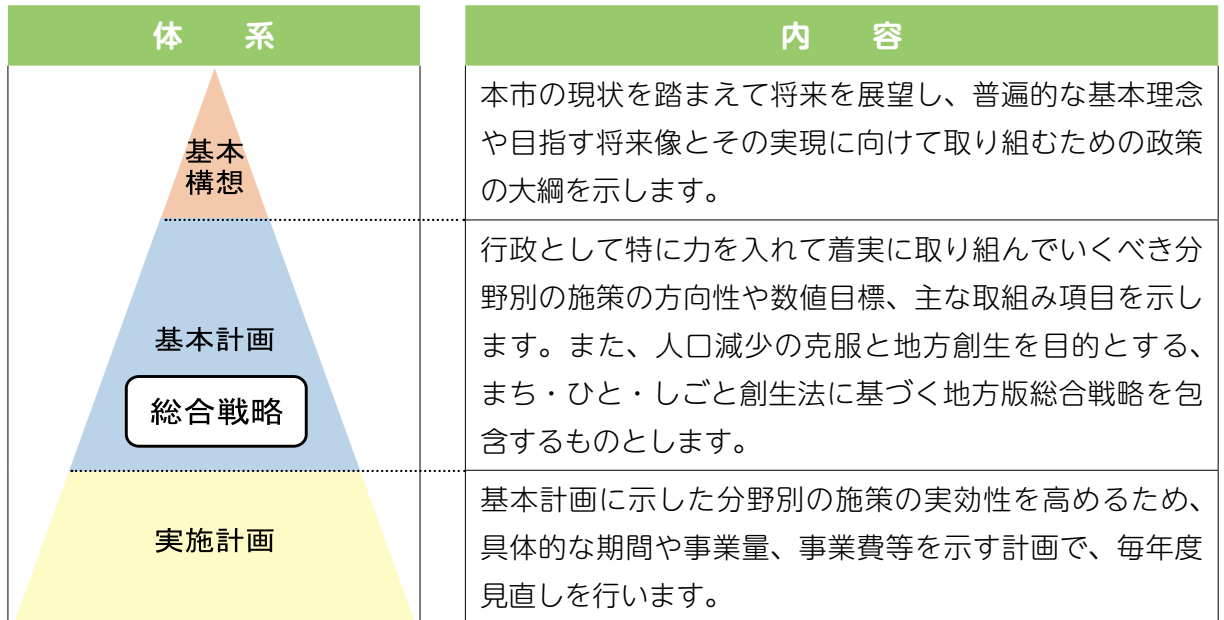 体　系
基本
構想
基本計画
総合戦略
実施計画
内　容
本市の現状を踏まえて将来を展望し、普遍的な基本理念
や目指す将来像とその実現に向けて取り組むための政策
の大綱を示します。
行政として特に力を入れて着実に取り組んでいくべき分
野別の施策の方向性や数値目標、主な取組み項目を示し
ます。また、人口減少の克服と地方創生を目的とする、
まち・ひと・しごと創生法に基づく地方版総合戦略を包
含するものとします。
基本計画に示した分野別の施策の実効性を高めるため、
具体的な期間や事業量、事業費等を示す計画で、毎年度
見直しを行います。